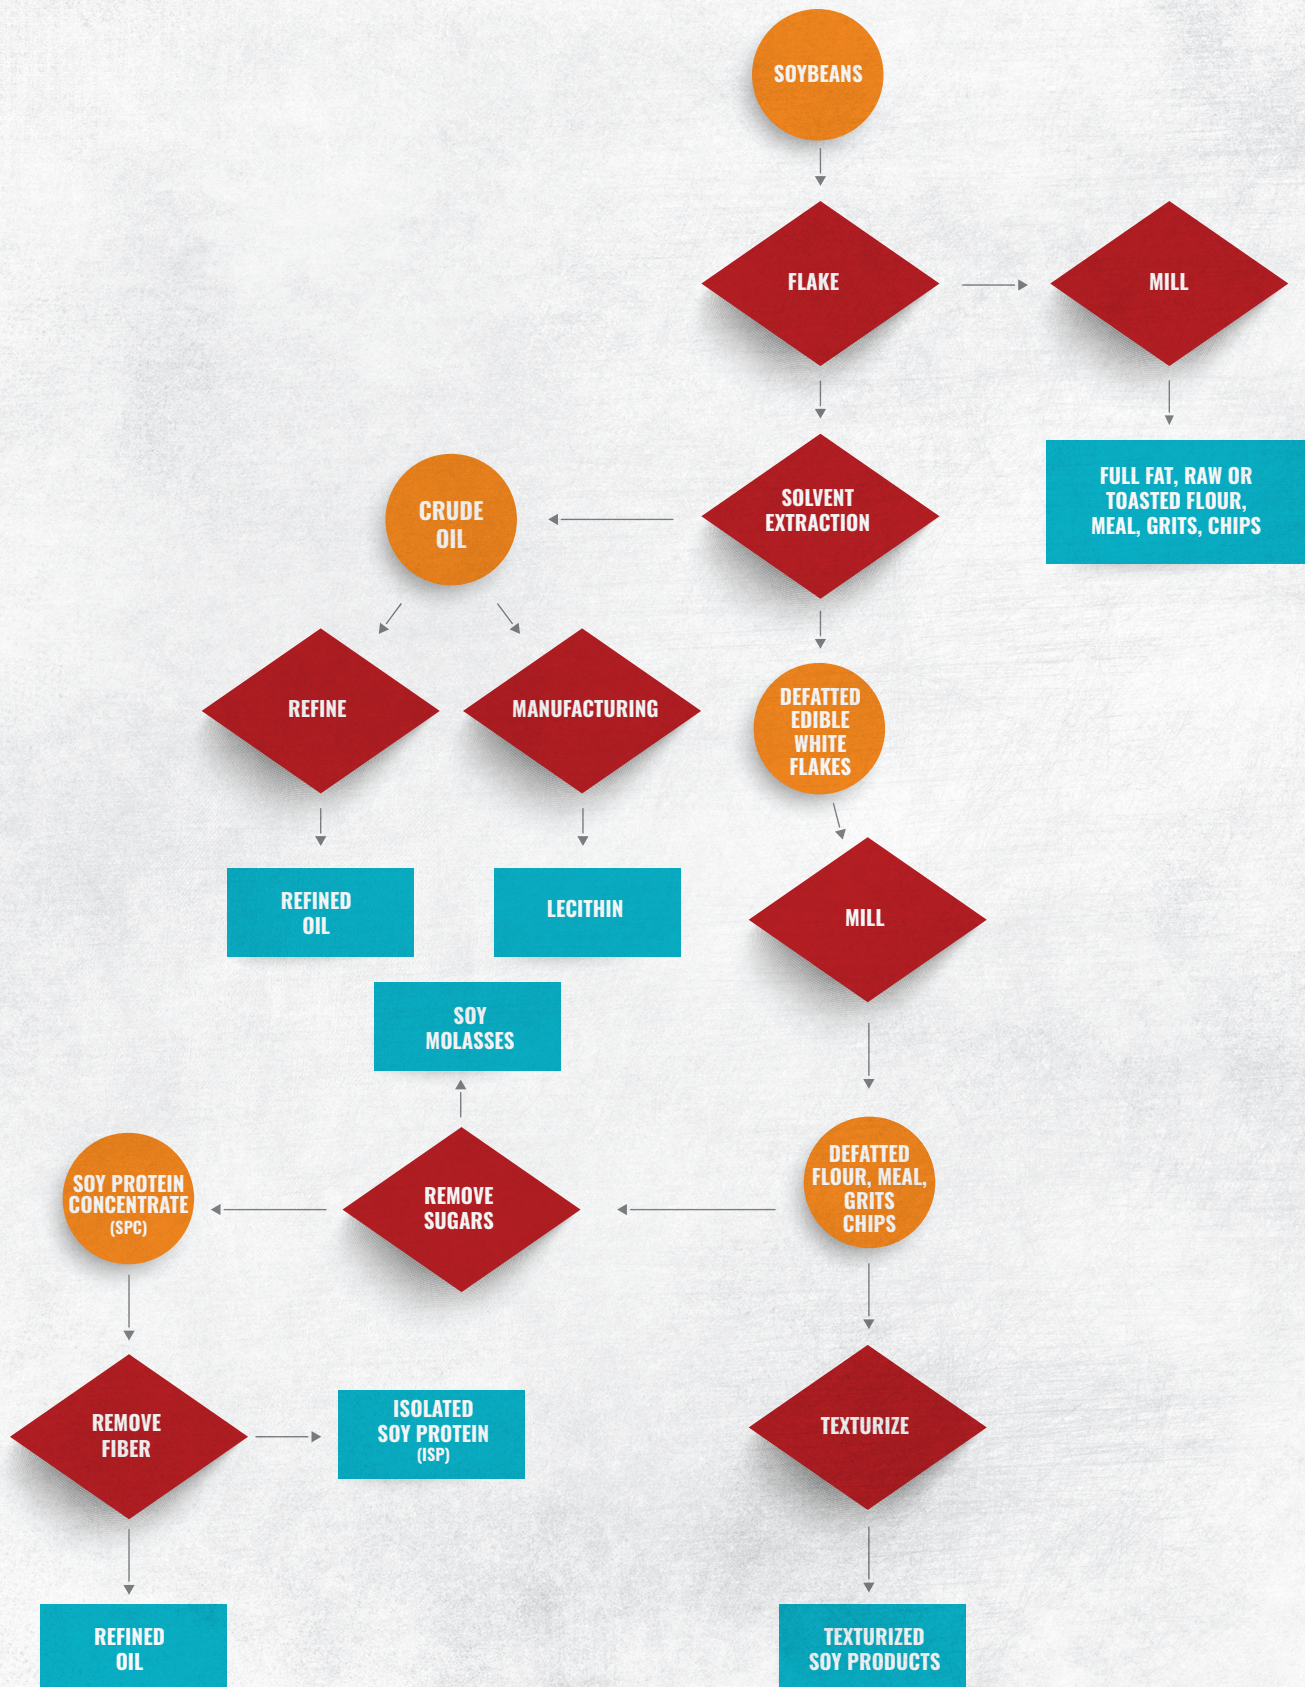 SOYBEANS
FLAKE
MILL
SOLVENT
EXTRACTION
FULL FAT, RAW OR
TOASTED FLOUR,
MEAL, GRITS, CHIPS
CRUDE
OIL
REFINE
MANUFACTURING
DEFATTED
EDIBLE
WHITE
FLAKES
REFINED
OIL
LECITHIN
MILL
SOY
MOLASSES
SOY PROTEIN
CONCENTRATE
(SPC)
REMOVE
SUGARS
DEFATTED
FLOUR, MEAL,
GRITS
CHIPS
REMOVE
FIBER
ISOLATED
SOY PROTEIN
(ISP)
TEXTURIZE
REFINED
OIL
TEXTURIZED
SOY PRODUCTS